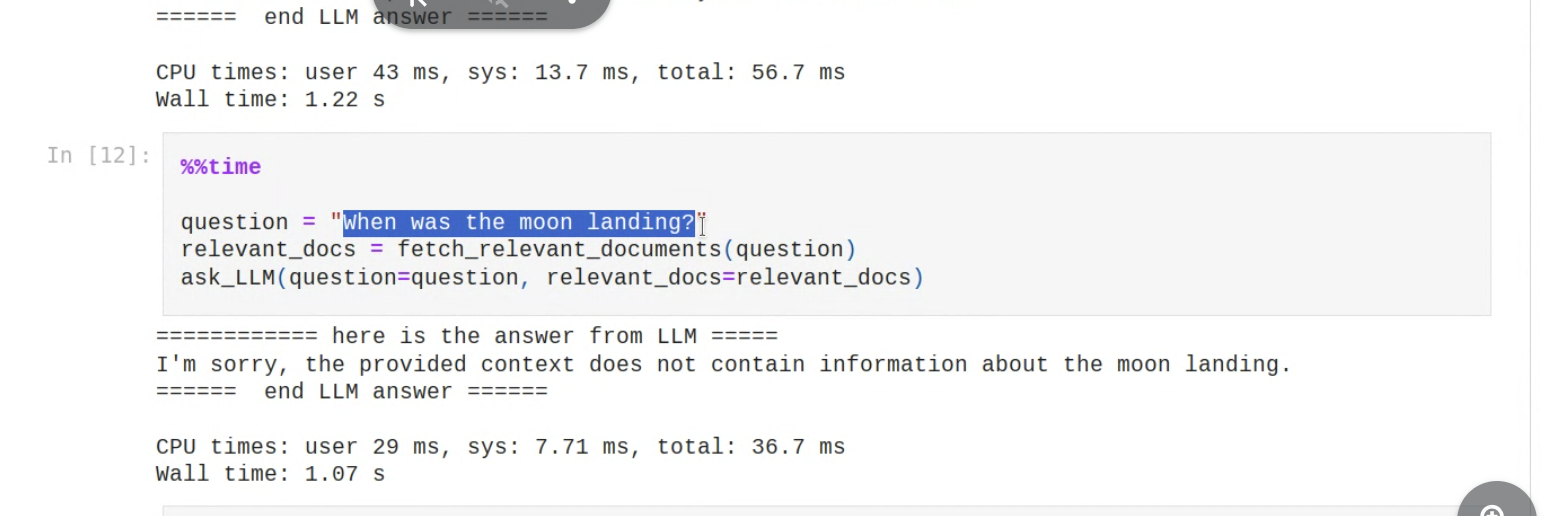 ====== end LLM answer ======
CPU times: user 43 ms, sys: 13.7 ms, total: 56.7 ms
Wall time: 1.22 s
In [12]:
%%time
question = "When was the moon landing?"
relevant_docs = fetch_relevant_documents(question)
ask_LLM(question=question, relevant_docs=relevant_docs)
============ here is the answer from LLM =====
I'm sorry, the provided context does not contain information about the moon landing.
====== end LLM answer ======
CPU times: user 29 ms, sys: 7.71 ms, total: 36.7 ms
Wall time: 1.07 s